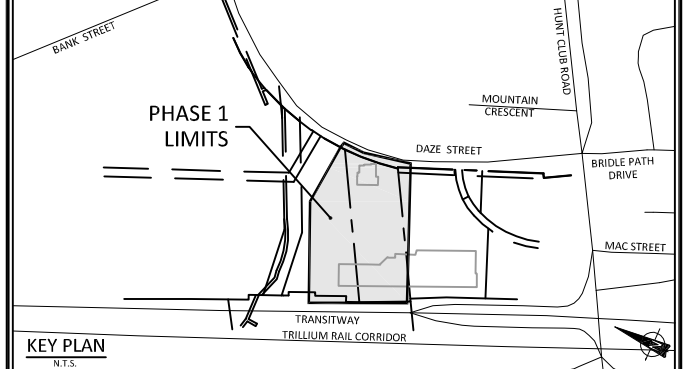 BANK STREET
HUNT CLUB ROAD
PHASE 1
LIMITS
MOUNTAIN
CRESCENT
DAZE STREET
BRIDLE PATH
DRIVE
MAC STREET
TRANSITWAY
TRILLIUM RAIL CORRIDOR
KEY PLAN
N.T.S.